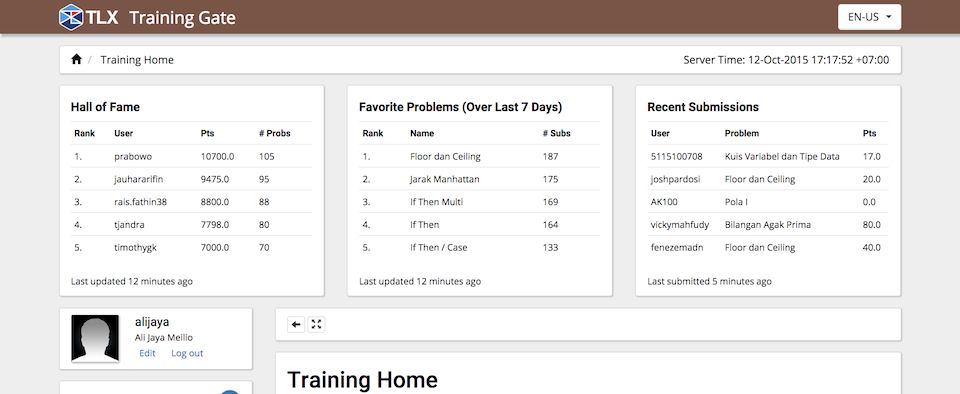 TLX Training Gate EN-US
/ Training Home Server Time: 12-Oct-2015 17:17:52 +07:00
Hall of Fame
Rank User Pts # Probs
1. prabowo 10700.0 105
2. jauhararifin 9475.0 95
3. rais.fathin38 8800.0 88
4. tjandra 7798.0 80
5. timothygk 7000.0 70
Last updated 12 minutes ago
Favorite Problems (Over Last 7 Days)
Rank Name # Subs
1. Floor dan Ceiling 187
2. Jarak Manhattan 175
3. If Then Multi 169
4. If Then 164
5. If Then / Case 133
Last updated 12 minutes ago
Recent Submissions
User Problem Pts
5115100708 Kuis Variabel dan Tipe Data 17.0
joshpardosi Floor dan Ceiling 20.0
AK100 Pola I 0.0
vickymahfudy Bilangan Agak Prima 80.0
fenezemadn Floor dan Ceiling 40.0
Last submitted 5 minutes ago
alijaya
Ali Jaya Meilio
Edit Log out
Training Home